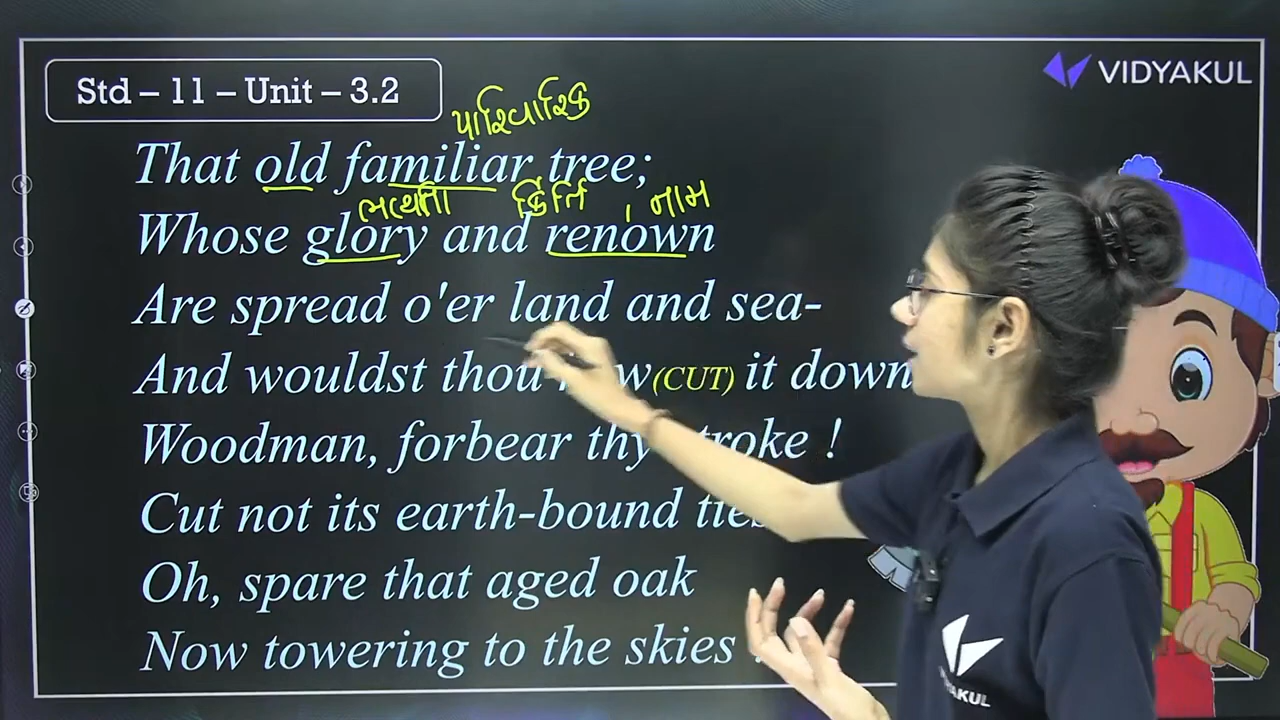 Std – 11 – Unit – 3.2
VIDYAKUL
પારિવારિક
That old familiar tree;
ભવ્યતા કિર્તિ, નામ
Whose glory and renown
Are spread o'er land and sea-
And wouldst thou (CUT) it down
Woodman, forbear thy stroke !
Cut not its earth-bound ties
Oh, spare that aged oak
Now towering to the skies !